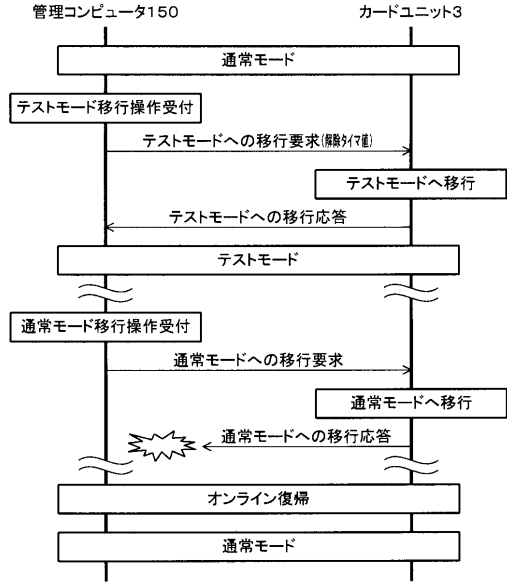 管理コンピュータ150
カードユニット3
通常モード
テストモード移行操作受付
テストモードへの移行要求(解除タイマ値)
テストモードへ移行
テストモードへの移行応答
テストモード
通常モード移行操作受付
通常モードへの移行要求
通常モードへ移行
通常モードへの移行応答
オンライン復帰
通常モード